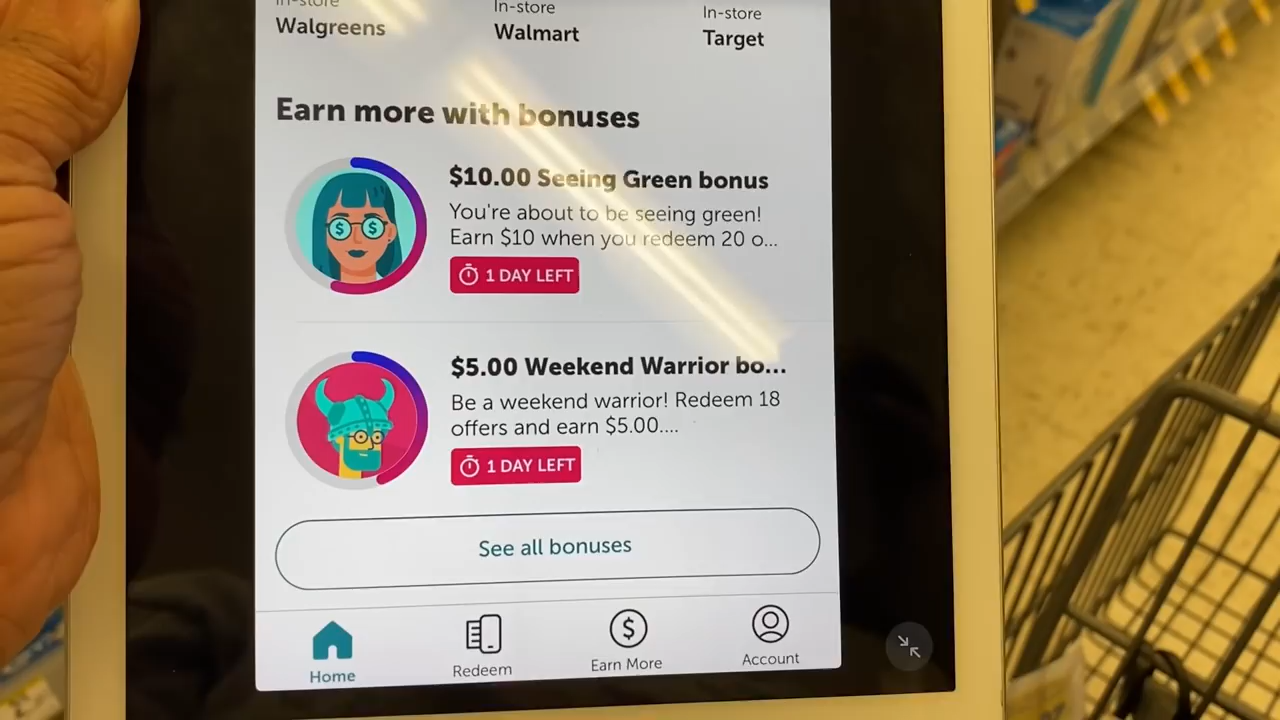 In-store In-store In-store
Walgreens Walmart Target
Earn more with bonuses
$10.00 Seeing Green bonus
You're about to be seeing green!
Earn $10 when you redeem 20 o...
1 DAY LEFT
$5.00 Weekend Warrior bo...
Be a weekend warrior! Redeem 18
offers and earn $5.00....
1 DAY LEFT
See all bonuses
Home Redeem Earn More Account